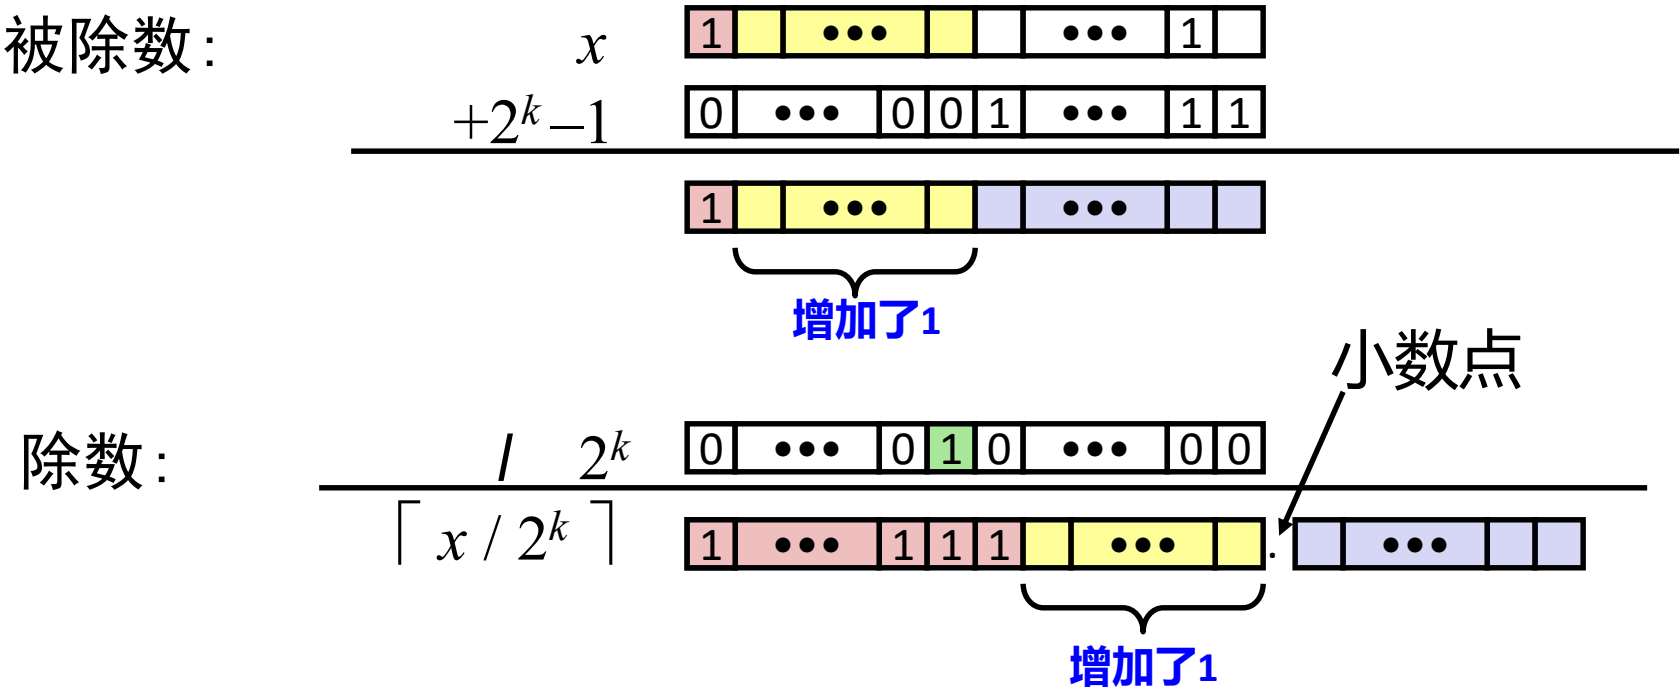 被除数: x 1 ••• ••• 1
+2^k –1 0 ••• 0 0 1 ••• 1 1
1 ••• •••
增加了1
小数点
除数: / 2^k 0 ••• 0 1 0 ••• 0 0
⌈ x / 2^k ⌉ 1 ••• 1 1 1 ••• . •••
增加了1